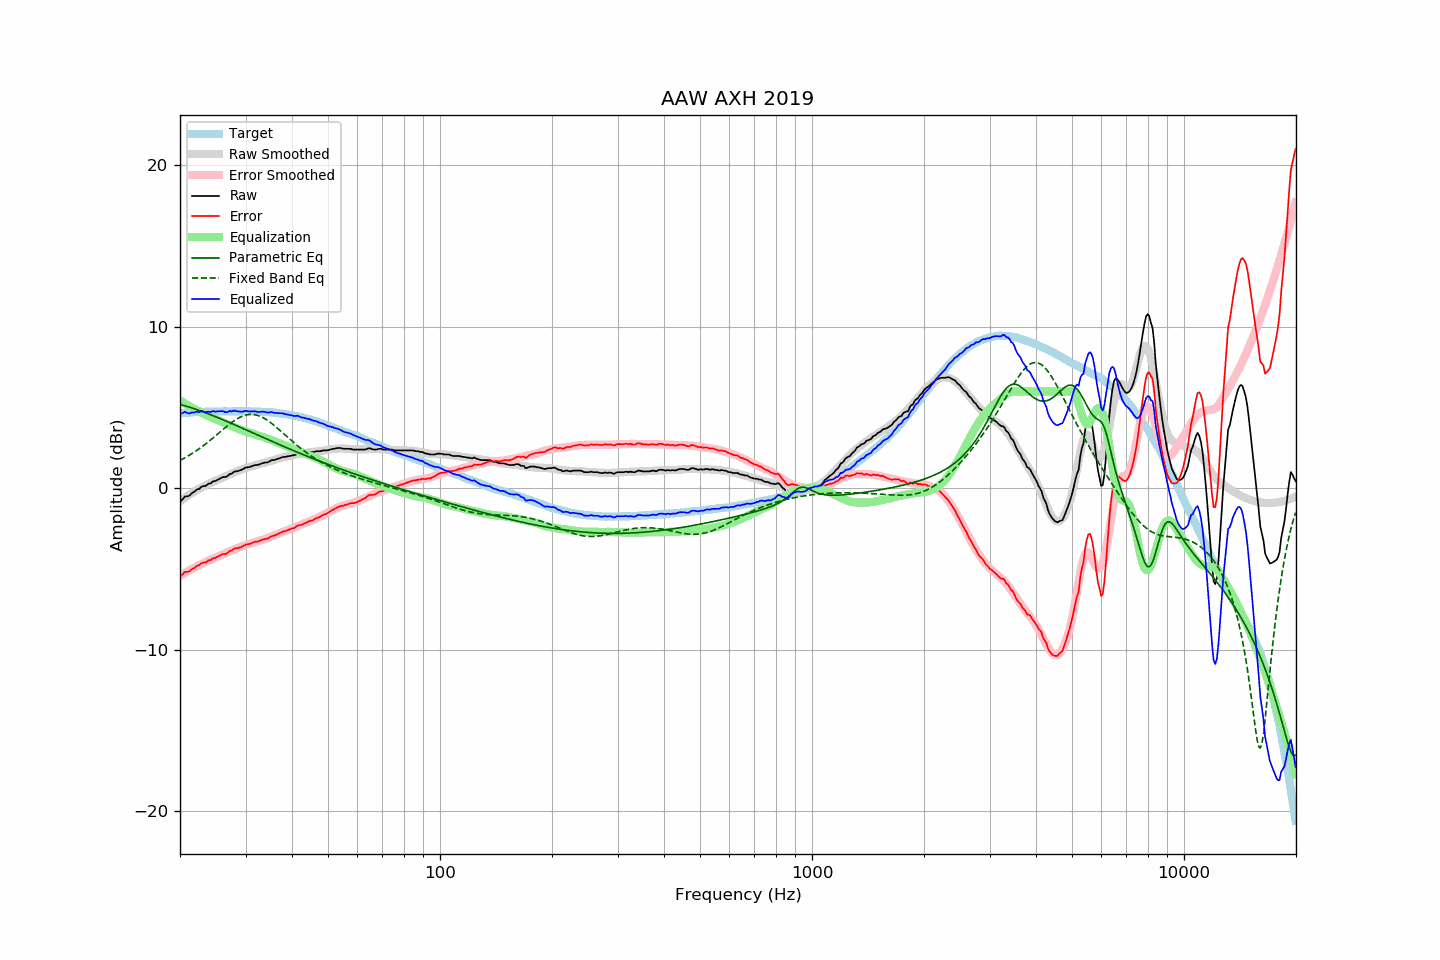 AAW AXH 2019
Target
Raw Smoothed
Error Smoothed
Raw
Error
Equalization
Parametric Eq
Fixed Band Eq
Equalized
20
10
0
−10
−20
Amplitude (dBr)
100
1000
10000
Frequency (Hz)